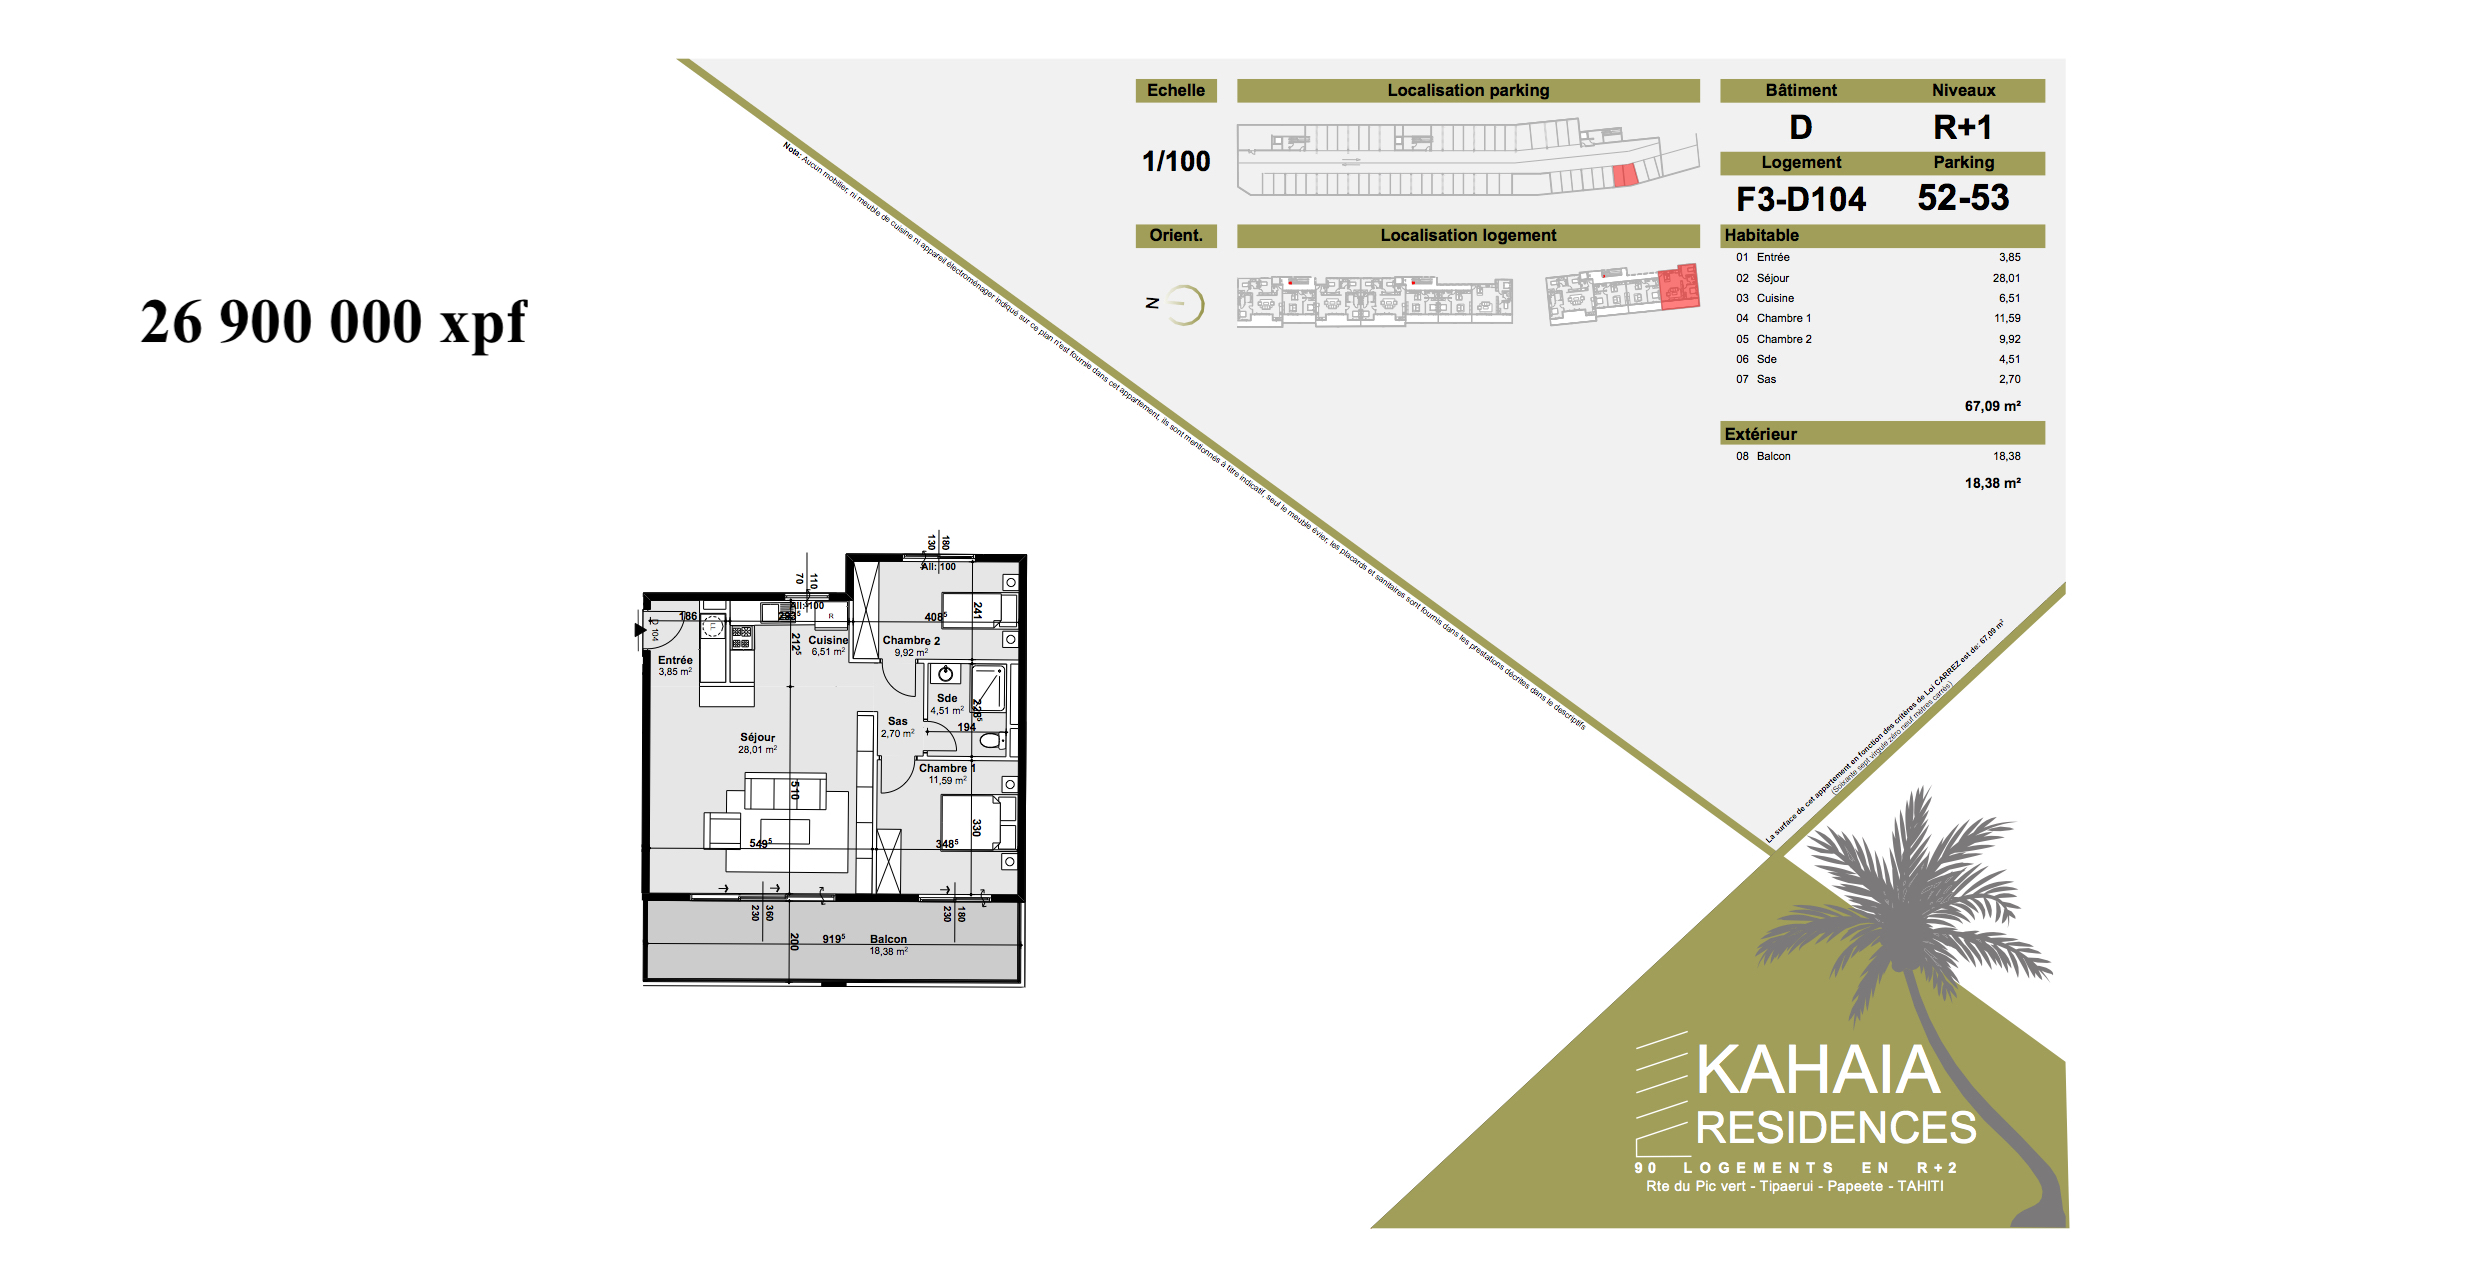 26 900 000 xpf
Echelle
1/100
Localisation parking
Bâtiment Niveaux
D R+1
Logement Parking
F3-D104 52-53
Orient.
N
Localisation logement
Habitable
01 Entrée 3,85
02 Séjour 28,01
03 Cuisine 6,51
04 Chambre 1 11,59
05 Chambre 2 9,92
06 Sde 4,51
07 Sas 2,70
67,09 m²
Extérieur
08 Balcon 18,38
18,38 m²
Nota: Aucun mobilier, ni meuble de cuisine ni appareil électroménager indiqué sur ce plan n'est fournie dans cet appartement, ils sont mentionnés à titre indicatif, seul le meuble évier, les placards et sanitaires sont fournis dans les prestations décrites dans le descriptifs
La surface de cet appartement en fonction des critères de Loi CARREZ est de: 67,09 m²
(Soixante sept virgule zéro neuf mètres carrés)
130 180
All: 100
70 110
All: 100
186
408⁵
241
D 104
LL
R
212⁵
Cuisine
6,51 m²
Chambre 2
9,92 m²
Entrée
3,85 m²
Sde
4,51 m²
228⁵
194
Sas
2,70 m²
Séjour
28,01 m²
Chambre 1
11,59 m²
510
330
549⁵
348⁵
230 360
230 180
200
919⁵
Balcon
18,38 m²
KAHAIA
RESIDENCES
90 LOGEMENTS EN R+2
Rte du Pic vert - Tipaerui - Papeete - TAHITI